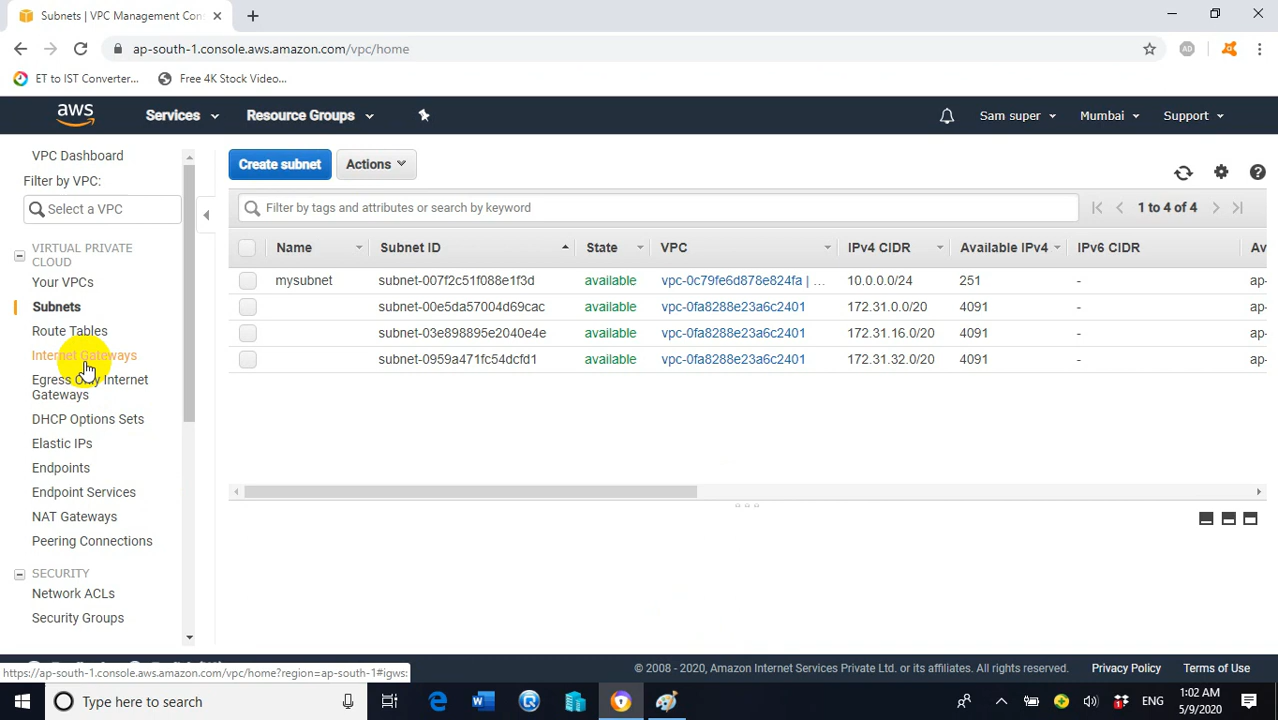 Subnets | VPC Management Con
ap-south-1.console.aws.amazon.com/vpc/home
AD
ET to IST Converter...
Free 4K Stock Video...
aws
Services
Resource Groups
Sam super
Mumbai
Support
VPC Dashboard
Filter by VPC:
Select a VPC
VIRTUAL PRIVATE
CLOUD
Your VPCs
Subnets
Route Tables
Internet Gateways
Egress Only Internet
Gateways
DHCP Options Sets
Elastic IPs
Endpoints
Endpoint Services
NAT Gateways
Peering Connections
SECURITY
Network ACLs
Security Groups
Create subnet
Actions
Filter by tags and attributes or search by keyword
1 to 4 of 4
Name Subnet ID State VPC IPv4 CIDR Available IPv4 IPv6 CIDR Av
mysubnet subnet-007f2c51f088e1f3d available vpc-0c79fe6d878e824fa | ... 10.0.0.0/24 251 - ap-
subnet-00e5da57004d69cac available vpc-0fa8288e23a6c2401 172.31.0.0/20 4091 - ap-
subnet-03e898895e2040e4e available vpc-0fa8288e23a6c2401 172.31.16.0/20 4091 - ap-
subnet-0959a471fc54dcfd1 available vpc-0fa8288e23a6c2401 172.31.32.0/20 4091 - ap-
https://ap-south-1.console.aws.amazon.com/vpc/home?region=ap-south-1#igws:
© 2008 - 2020, Amazon Internet Services Private Ltd. or its affiliates. All rights reserved.
Privacy Policy
Terms of Use
Type here to search
ENG
1:02 AM
5/9/2020